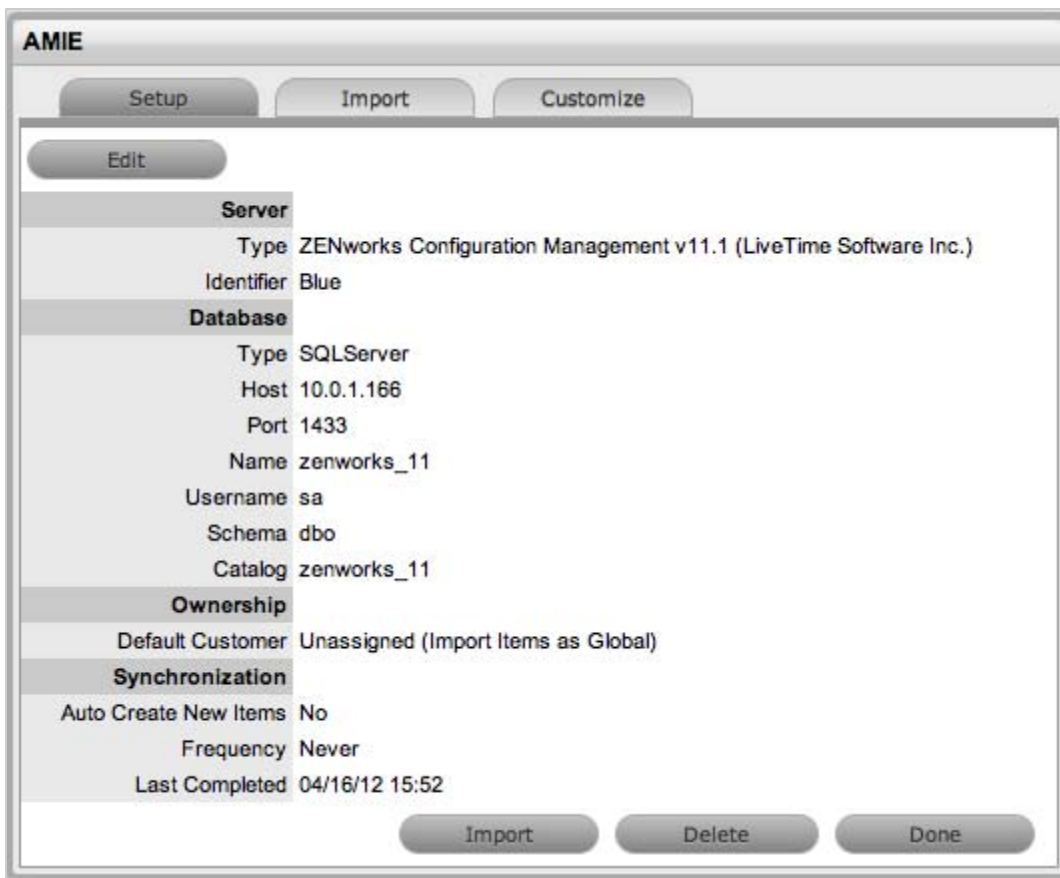 AMIE
Setup Import Customize
Edit
Server
Type ZENworks Configuration Management v11.1 (LiveTime Software Inc.)
Identifier Blue
Database
Type SQLServer
Host 10.0.1.166
Port 1433
Name zenworks_11
Username sa
Schema dbo
Catalog zenworks_11
Ownership
Default Customer Unassigned (Import Items as Global)
Synchronization
Auto Create New Items No
Frequency Never
Last Completed 04/16/12 15:52
Import Delete Done